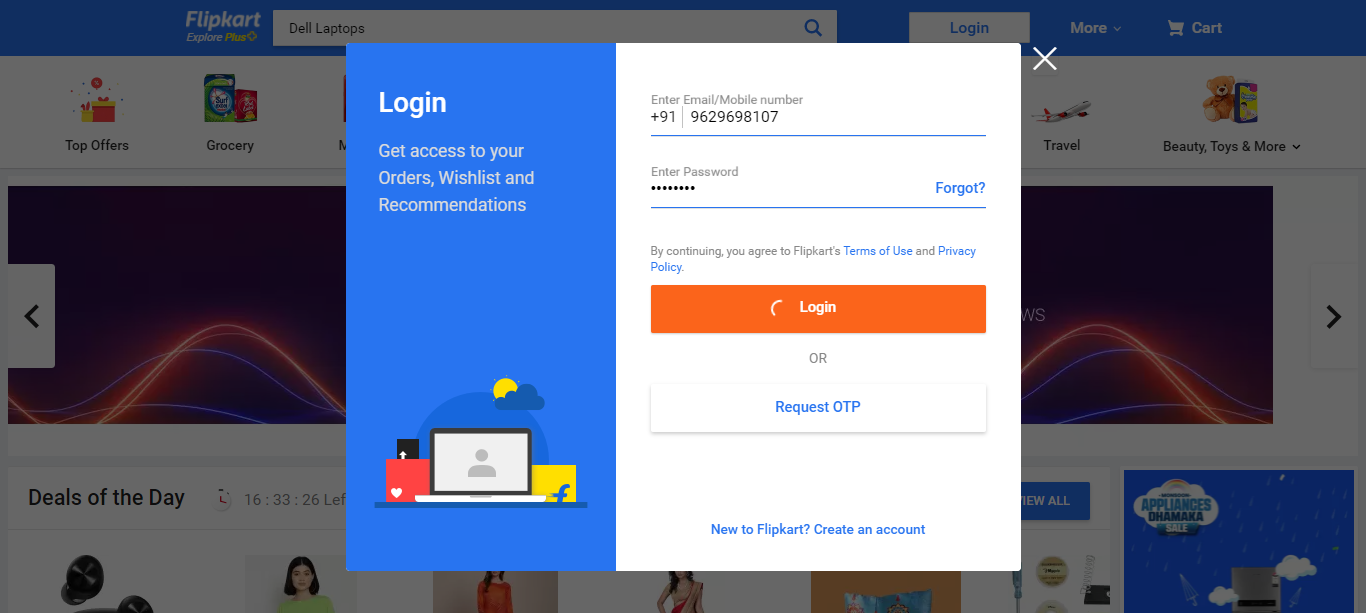 Flipkart
Explore Plus
Dell Laptops
Login
More
Cart
Top Offers
Grocery
Travel
Beauty, Toys & More
Login
Get access to your
Orders, Wishlist and
Recommendations
Enter Email/Mobile number
+91 9629698107
Enter Password
••••••••
Forgot?
By continuing, you agree to Flipkart's Terms of Use and Privacy
Policy.
Login
OR
Request OTP
New to Flipkart? Create an account
Deals of the Day
16 : 33 : 26 Lef
VIEW ALL
MONSOON
APPLIANCES
DHAMAKA
SALE